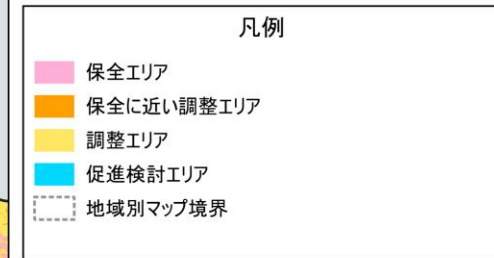 凡例
保全エリア
保全に近い調整エリア
調整エリア
促進検討エリア
地域別マップ境界